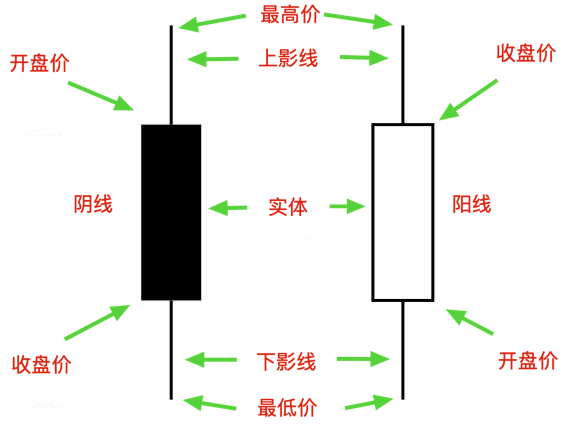 最高价
上影线
开盘价
收盘价
阴线
实体
阳线
收盘价
下影线
开盘价
最低价